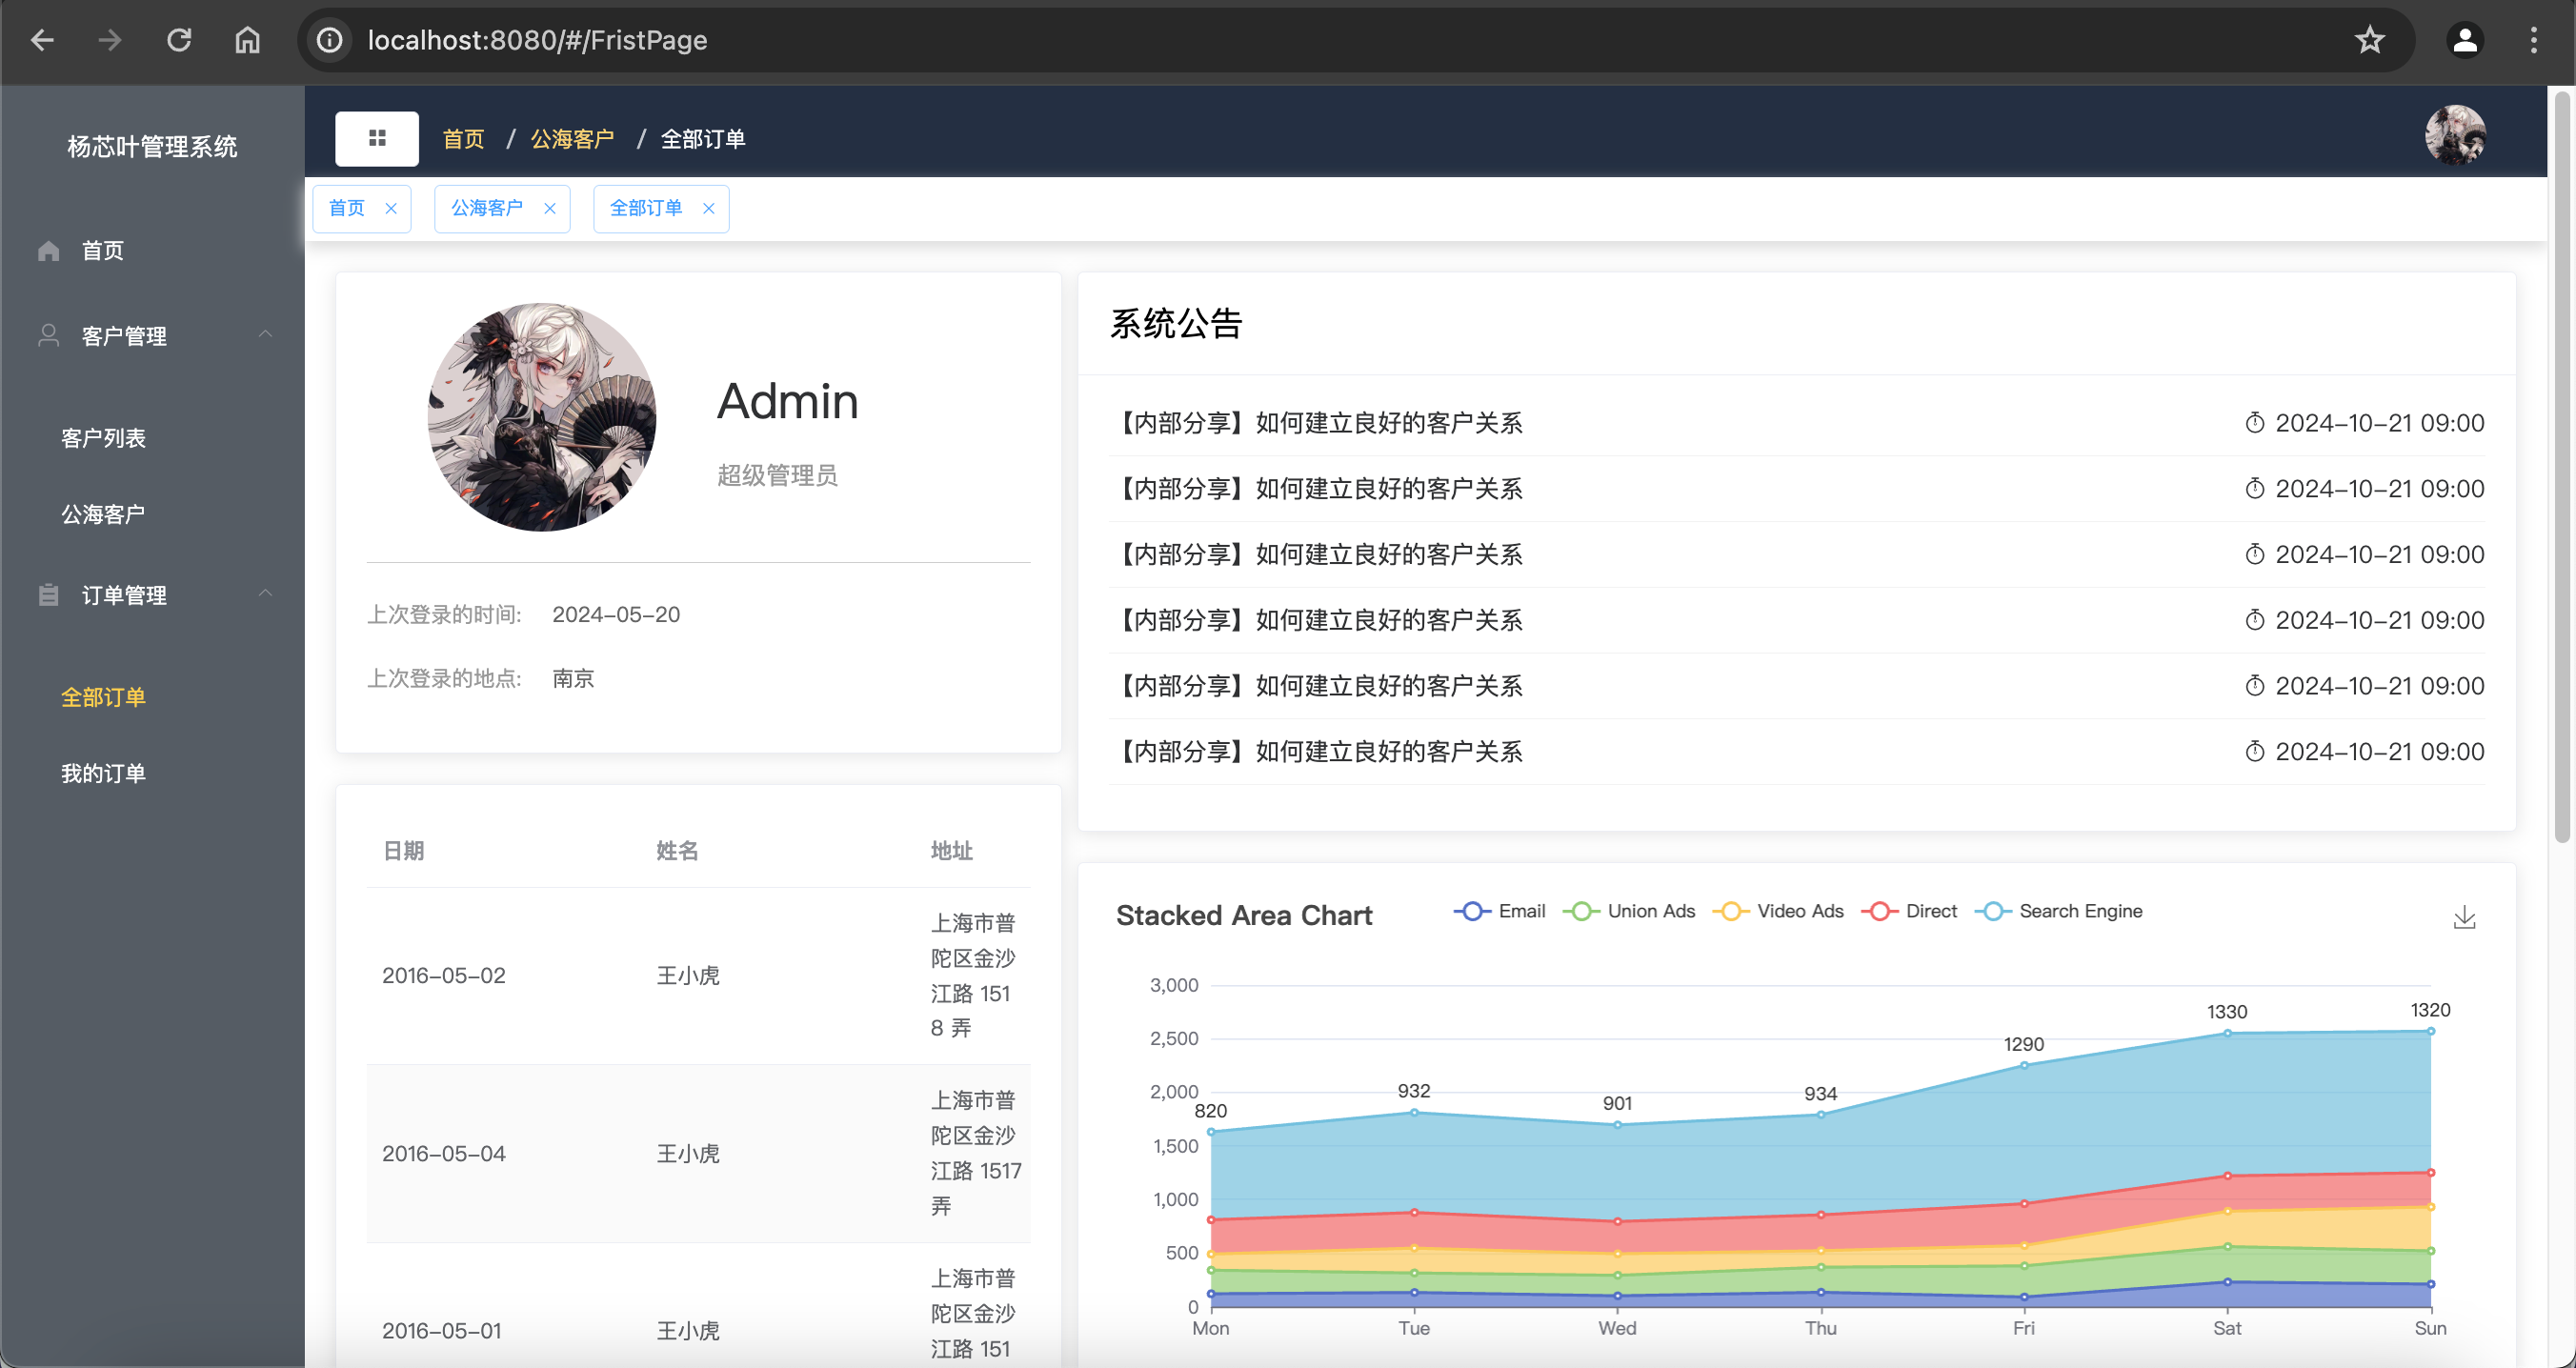 localhost:8080/#/FristPage
杨芯叶管理系统
首页 / 公海客户 / 全部订单
首页
公海客户
全部订单
首页
客户管理
客户列表
公海客户
订单管理
全部订单
我的订单
Admin
超级管理员
上次登录的时间: 2024-05-20
上次登录的地点: 南京
日期 姓名 地址
2016-05-02 王小虎
上海市普
陀区金沙
江路 151
8 弄
2016-05-04 王小虎
上海市普
陀区金沙
江路 1517
弄
2016-05-01 王小虎
上海市普
陀区金沙
江路 151
系统公告
【内部分享】如何建立良好的客户关系 2024-10-21 09:00
【内部分享】如何建立良好的客户关系 2024-10-21 09:00
【内部分享】如何建立良好的客户关系 2024-10-21 09:00
【内部分享】如何建立良好的客户关系 2024-10-21 09:00
【内部分享】如何建立良好的客户关系 2024-10-21 09:00
【内部分享】如何建立良好的客户关系 2024-10-21 09:00
Stacked Area Chart
Email Union Ads Video Ads Direct Search Engine
3,000
2,500
2,000
1,500
1,000
500
0
820 932 901 934 1290 1330 1320
Mon Tue Wed Thu Fri Sat Sun